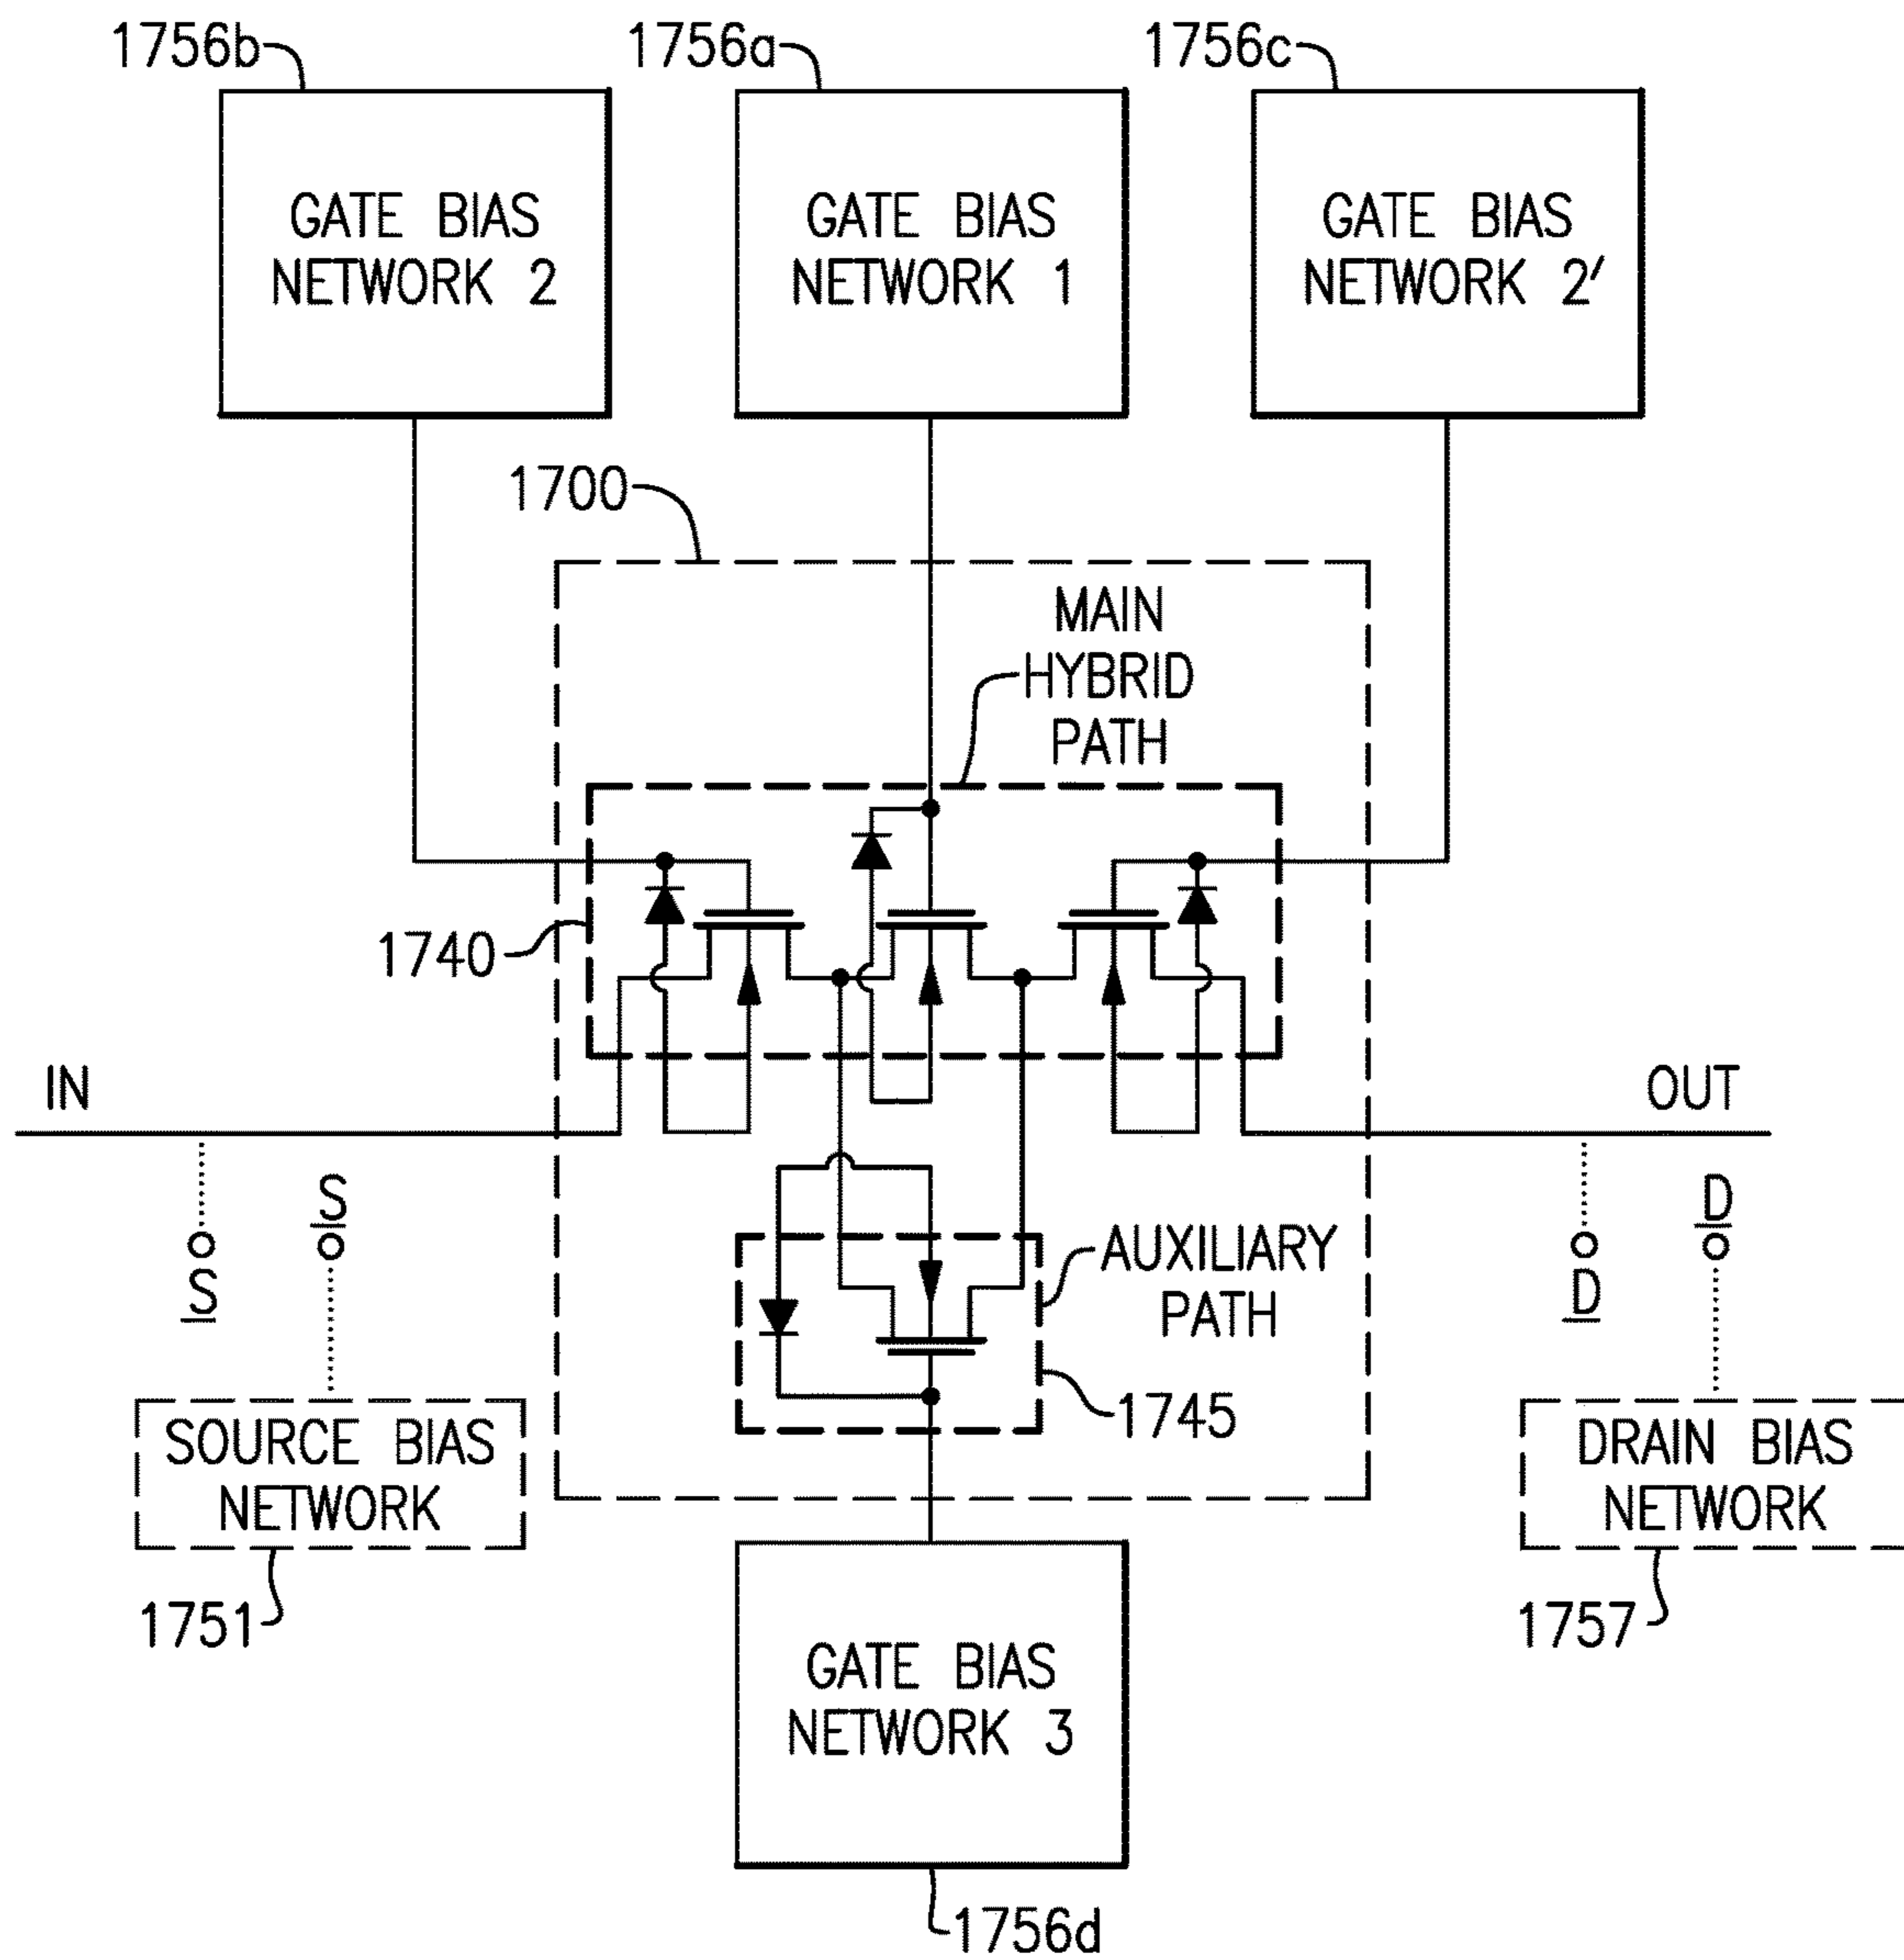 1756b
1756a
1756c
GATE BIAS
NETWORK 2
GATE BIAS
NETWORK 1
GATE BIAS
NETWORK 2′
1700
MAIN
HYBRID
PATH
1740
IN
OUT
S
S
D
D
AUXILIARY
PATH
1745
SOURCE BIAS
NETWORK
DRAIN BIAS
NETWORK
1751
1757
GATE BIAS
NETWORK 3
1756d